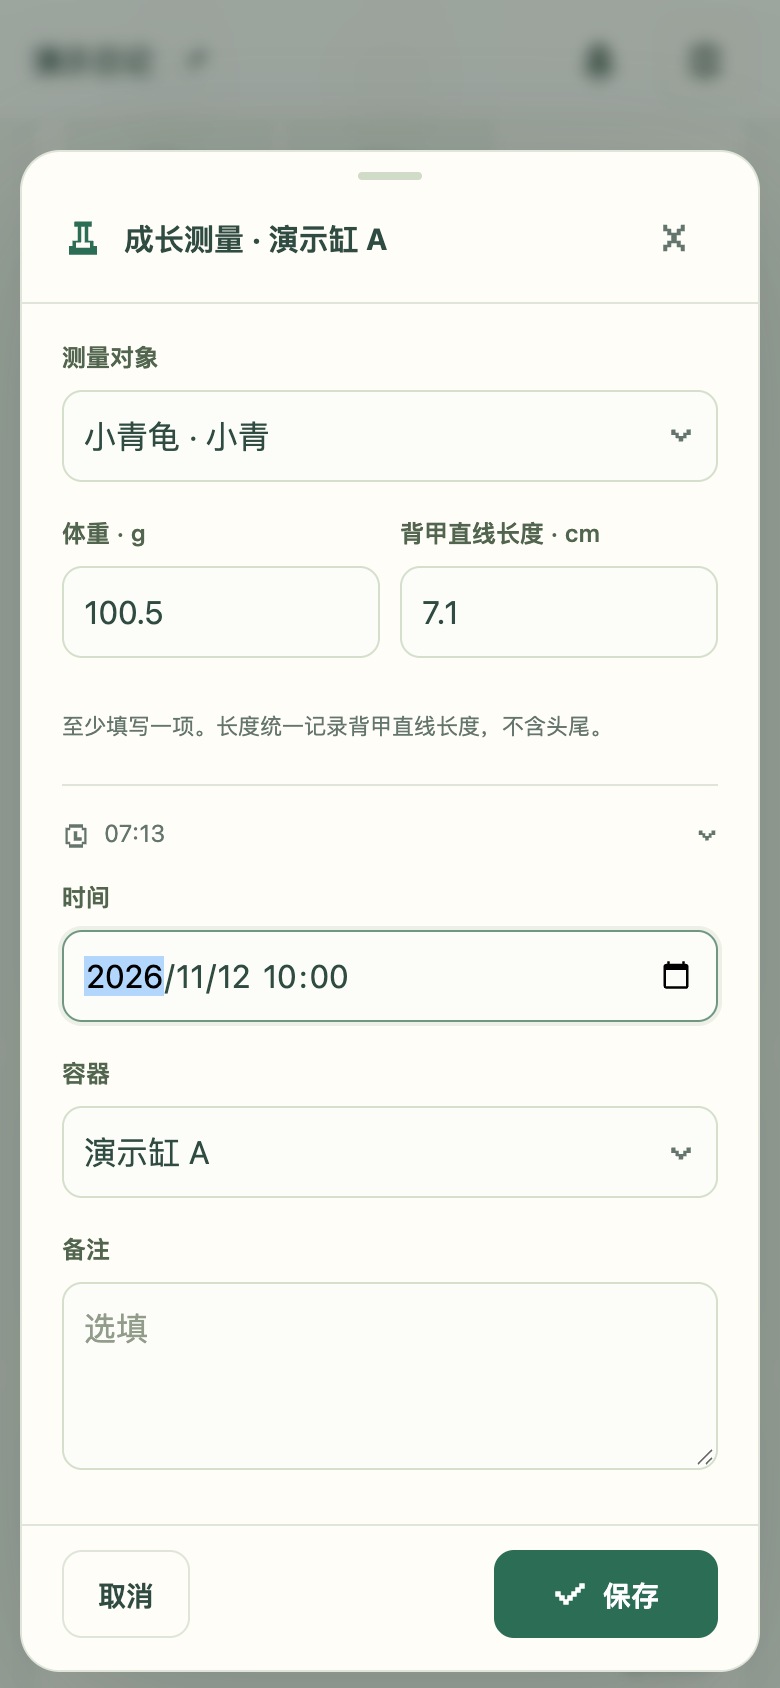 成长测量 · 演示缸 A
测量对象
小青龟 · 小青
体重 · g
背甲直线长度 · cm
100.5
7.1
至少填写一项。长度统一记录背甲直线长度，不含头尾。
07:13
时间
2026/11/12 10:00
容器
演示缸 A
备注
选填
取消
保存